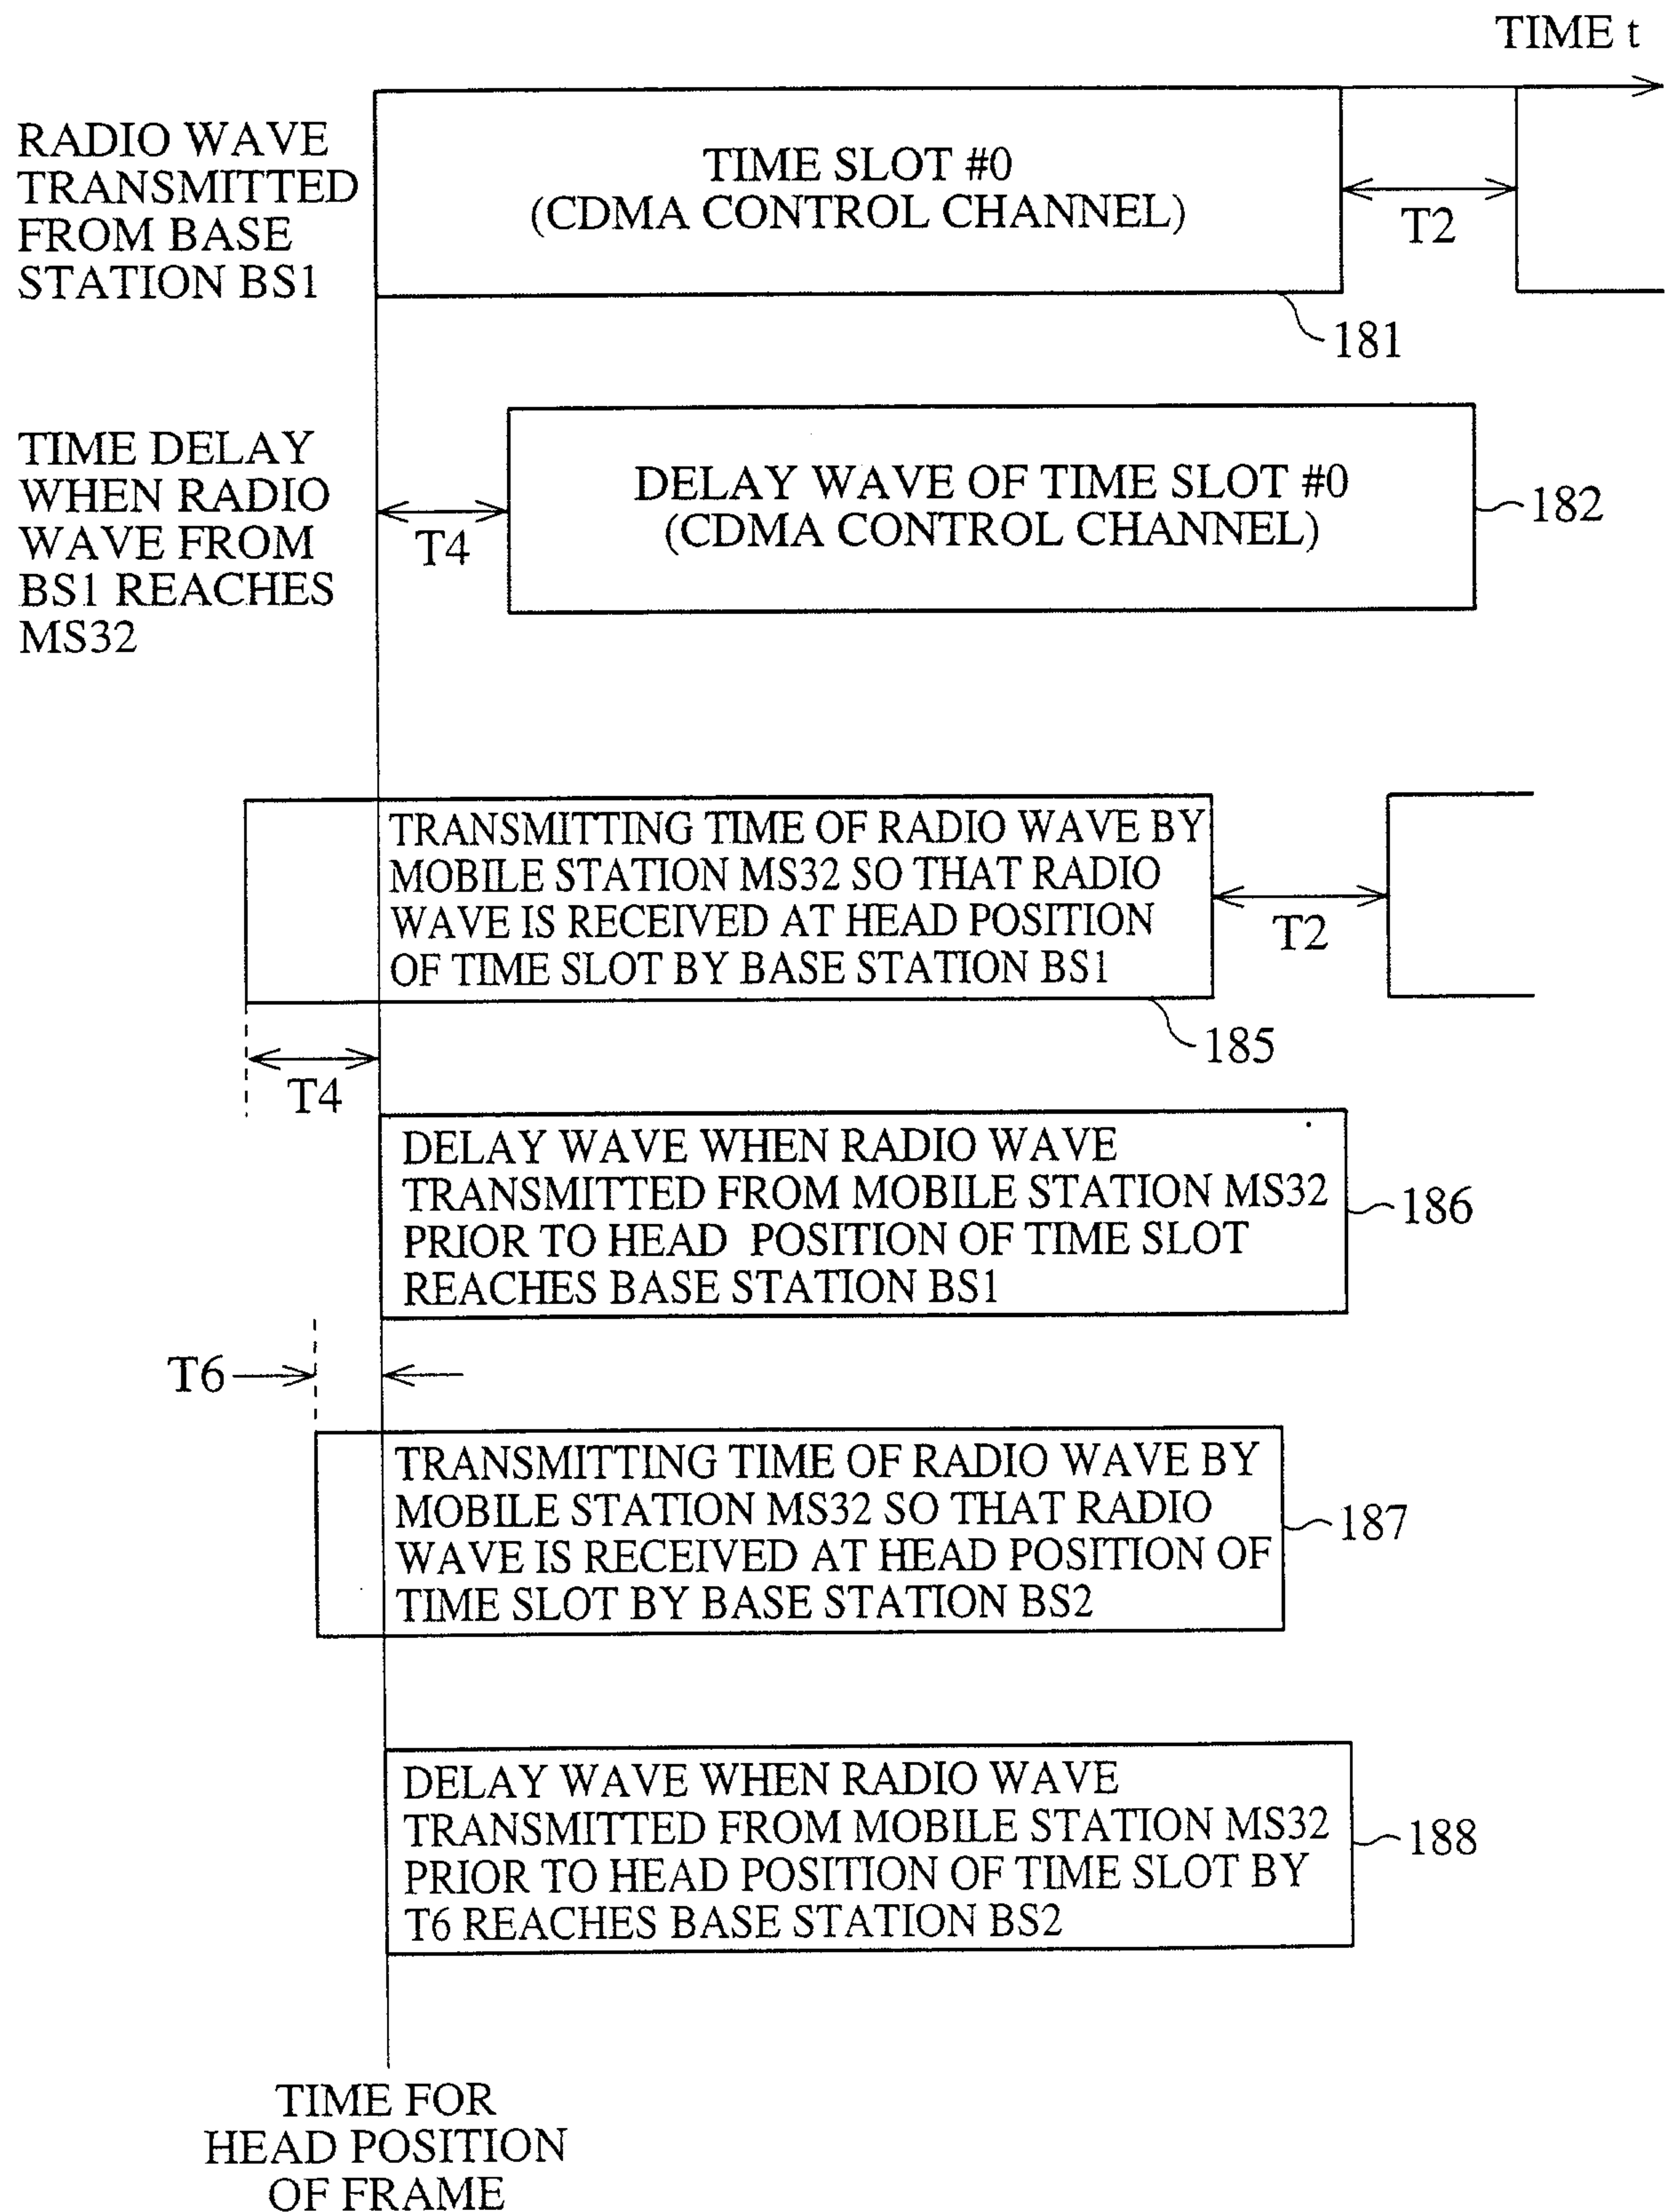 TIME t
RADIO WAVE
TRANSMITTED
FROM BASE
STATION BS1
TIME SLOT #0
(CDMA CONTROL CHANNEL)
T2
181
TIME DELAY
WHEN RADIO
WAVE FROM
BS1 REACHES
MS32
T4
DELAY WAVE OF TIME SLOT #0
(CDMA CONTROL CHANNEL)
182
TRANSMITTING TIME OF RADIO WAVE BY
MOBILE STATION MS32 SO THAT RADIO
WAVE IS RECEIVED AT HEAD POSITION
OF TIME SLOT BY BASE STATION BS1
T2
185
T4
DELAY WAVE WHEN RADIO WAVE
TRANSMITTED FROM MOBILE STATION MS32
PRIOR TO HEAD POSITION OF TIME SLOT
REACHES BASE STATION BS1
186
T6
TRANSMITTING TIME OF RADIO WAVE BY
MOBILE STATION MS32 SO THAT RADIO
WAVE IS RECEIVED AT HEAD POSITION OF
TIME SLOT BY BASE STATION BS2
187
DELAY WAVE WHEN RADIO WAVE
TRANSMITTED FROM MOBILE STATION MS32
PRIOR TO HEAD POSITION OF TIME SLOT BY
T6 REACHES BASE STATION BS2
188
TIME FOR
HEAD POSITION
OF FRAME